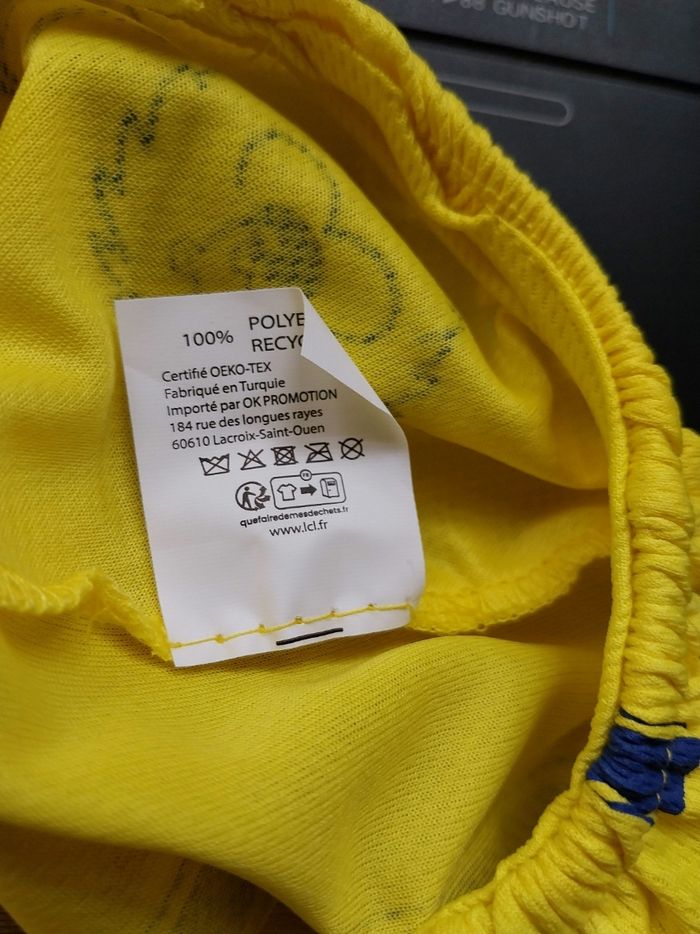 GUNSHOT
100% POLYE
RECYC
Certifié OEKO-TEX
Fabriqué en Turquie
Importé par OK PROMOTION
184 rue des longues rayes
60610 Lacroix-Saint-Ouen
FR
quefairedemesdechets.fr
www.lcl.fr